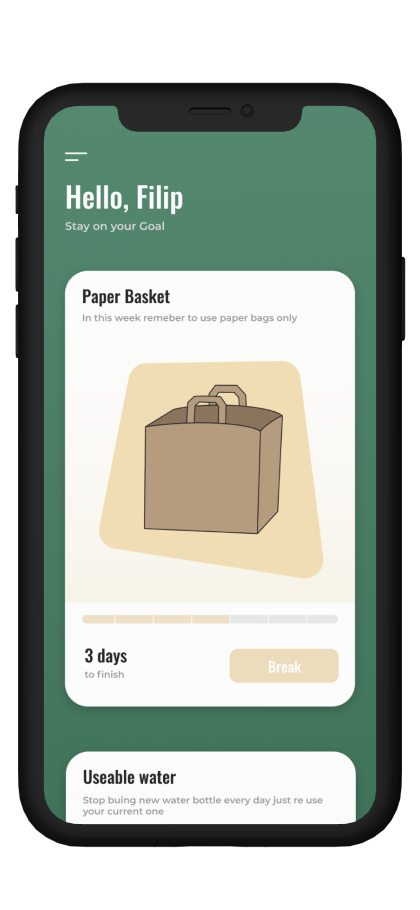 Hello, Filip
Stay on your Goal
Paper Basket
In this week remeber to use paper bags only
3 days
to finish
Break
Useable water
Stop buing new water bottle every day just re use
your current one